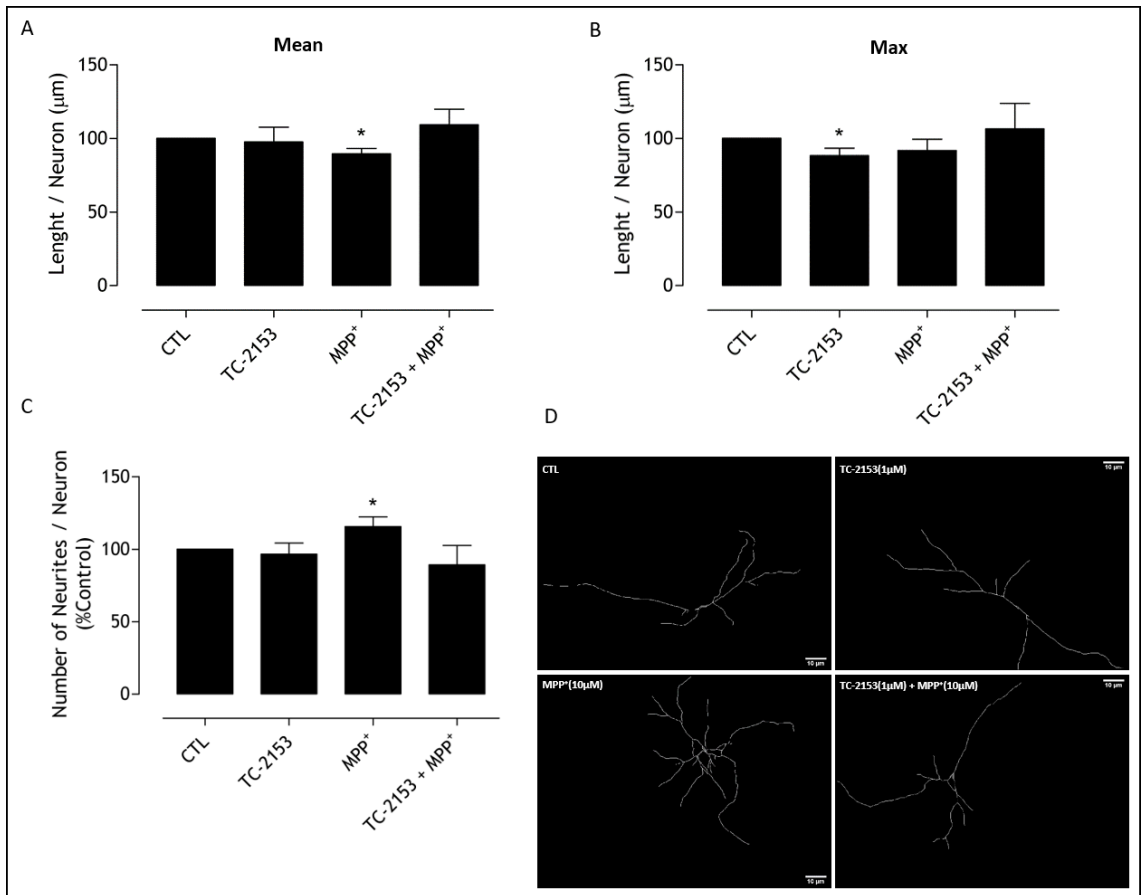 A
Mean
Lenght / Neuron (µm)
150
100
50
0
*
CTL
TC-2153
MPP⁺
TC-2153 + MPP⁺
B
Max
Lenght / Neuron (µm)
150
100
50
0
*
CTL
TC-2153
MPP⁺
TC-2153 + MPP⁺
C
Number of Neurites / Neuron
(%Control)
150
100
50
0
*
CTL
TC-2153
MPP⁺
TC-2153 + MPP⁺
D
CTL
10 µm
TC-2153(1µM)
10 µm
MPP⁺(10µM)
10 µm
TC-2153(1µM) + MPP⁺(10µM)
10 µm